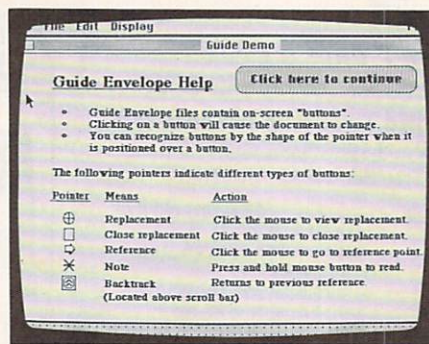 File Edit Display
Guide Demo
Guide Envelope Help
Click here to continue
Guide Envelope files contain on-screen "buttons".
Clicking on a button will cause the document to change.
You can recognize buttons by the shape of the pointer when it
is positioned over a button.
The following pointers indicate different types of buttons:
Pointer Means Action
Replacement Click the mouse to view replacement.
Close replacement Click the mouse to close replacement.
Reference Click the mouse to go to reference point.
Note Press and hold mouse button to read.
Backtrack Returns to previous reference.
(Located above scroll bar)